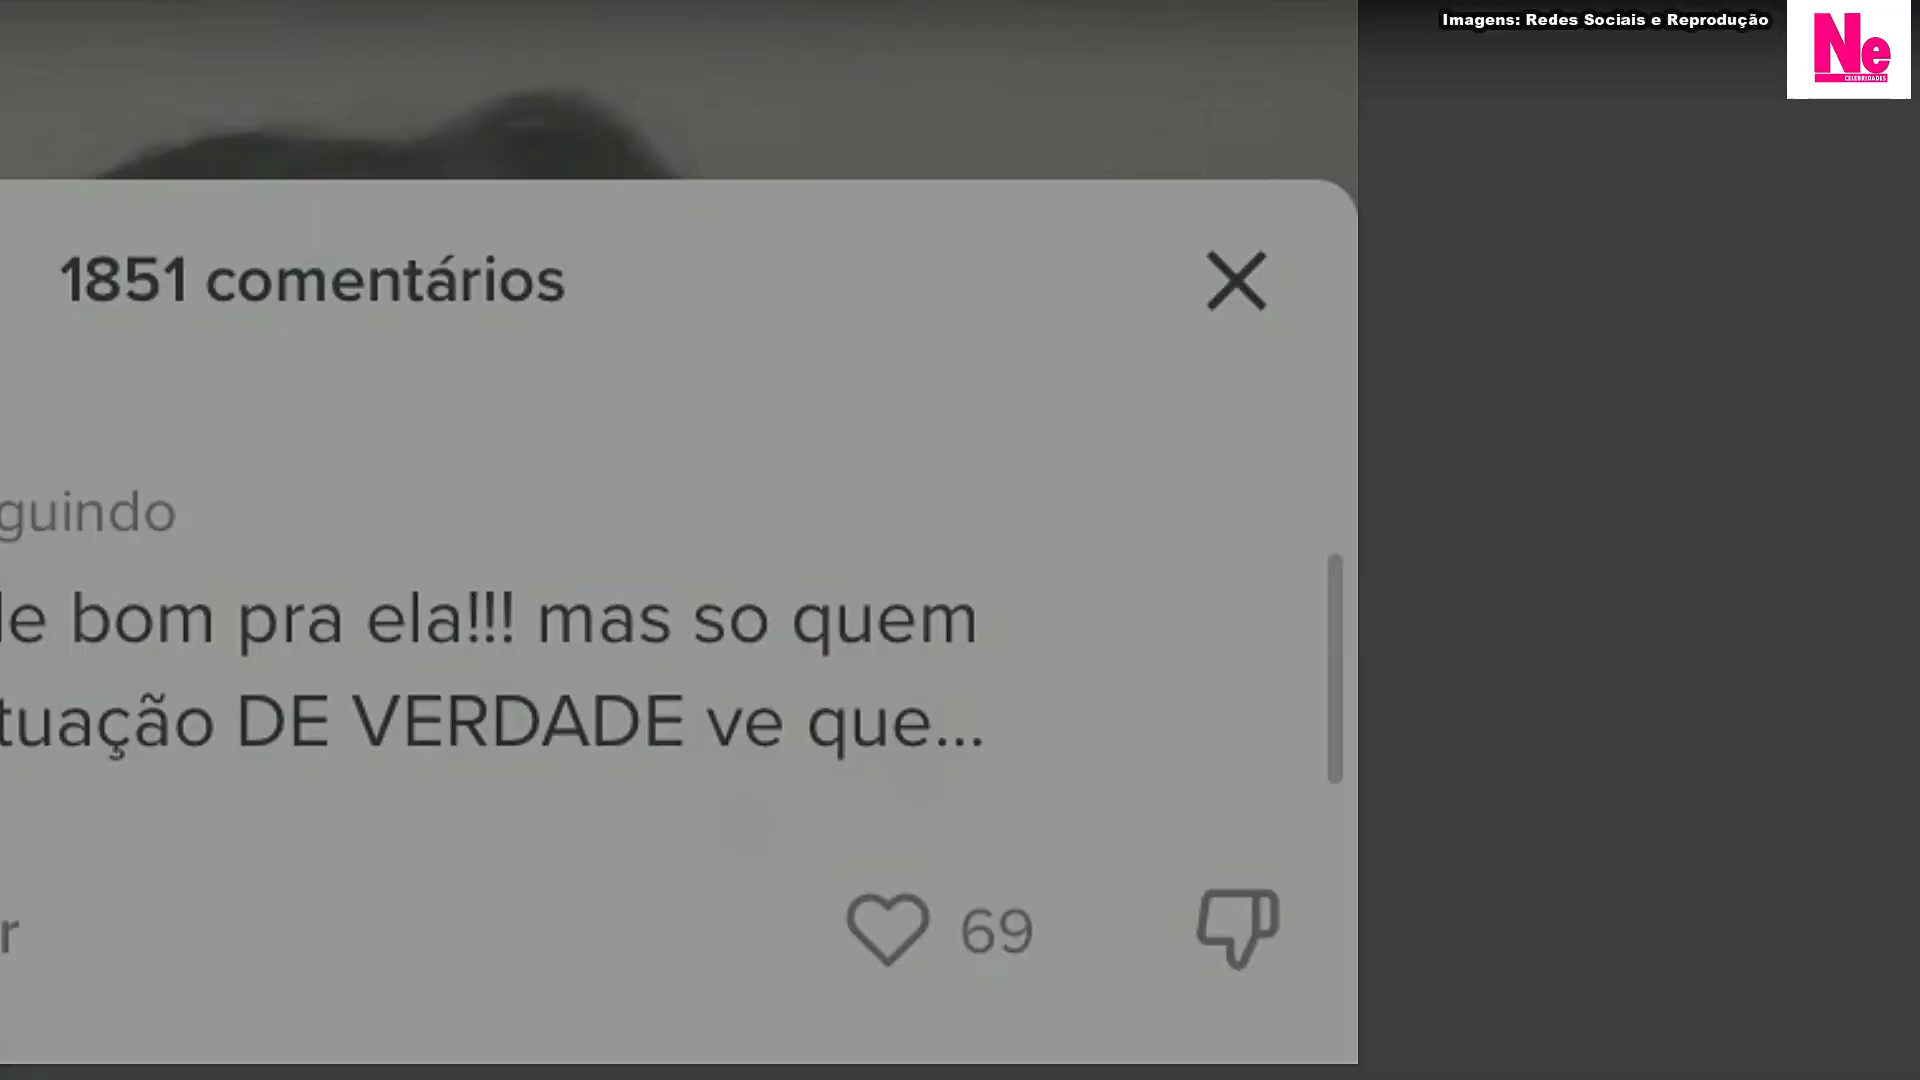 Imagens: Redes Sociais e Reprodução
Ne
CELEBRIDADES
1851 comentários
guindo
bom pra ela!!! mas so quem
tuação DE VERDADE ve que...
r
69